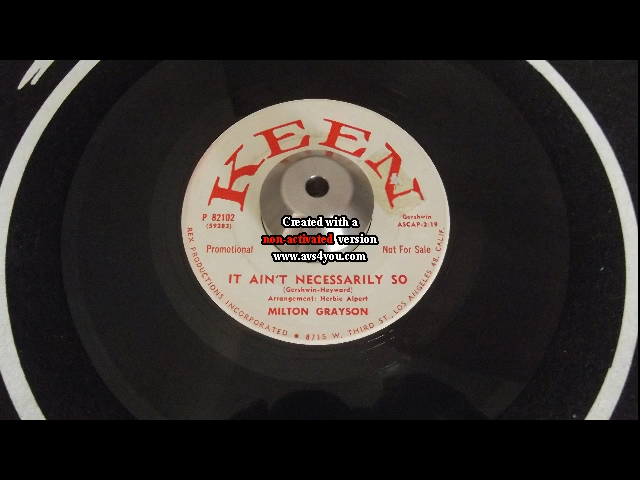 KEEN
P 82102
(59283)
Gershwin
ASCAP-2:19
Created with a
non-activated version
www.avs4you.com
Promotional
Not For Sale
IT AIN'T NECESSARILY SO
(Gershwin-Heyward)
Arrangement: Herbie Alpert
MILTON GRAYSON
REX PRODUCTIONS INCORPORATED • 8715 W. THIRD ST., LOS ANGELES 48, CALIF.